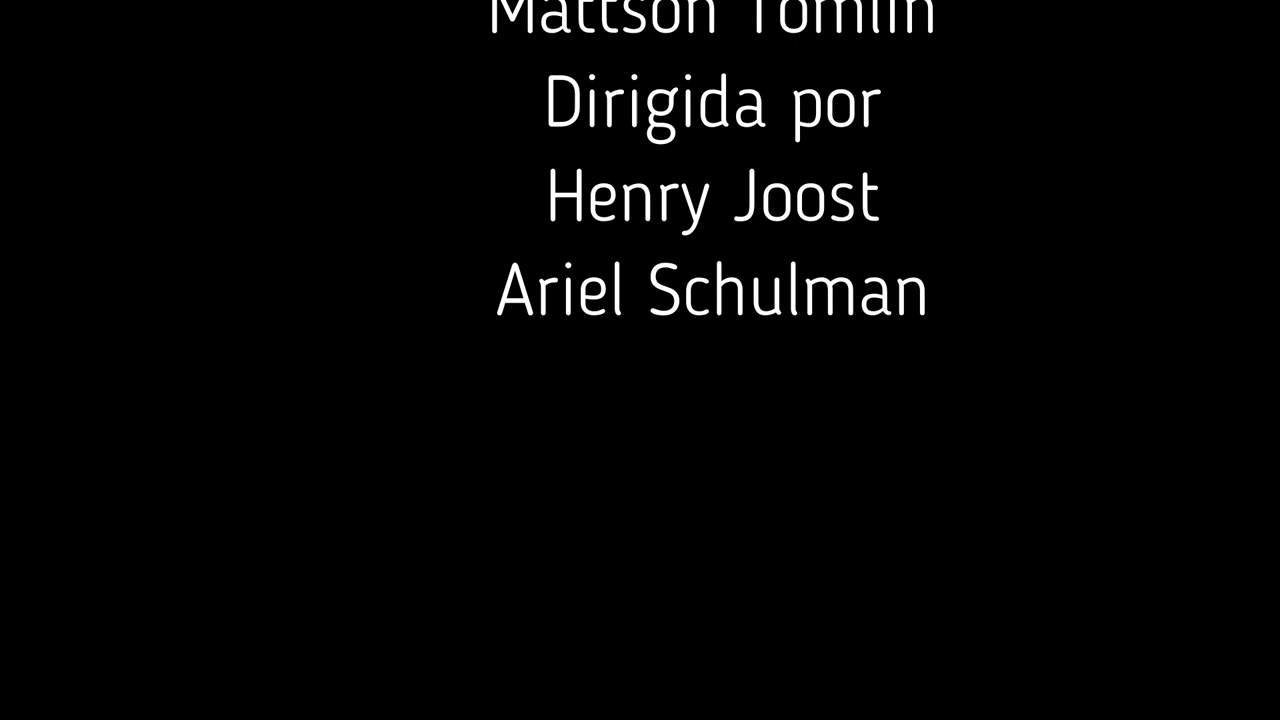 Mattson Tomlin
Dirigida por
Henry Joost
Ariel Schulman